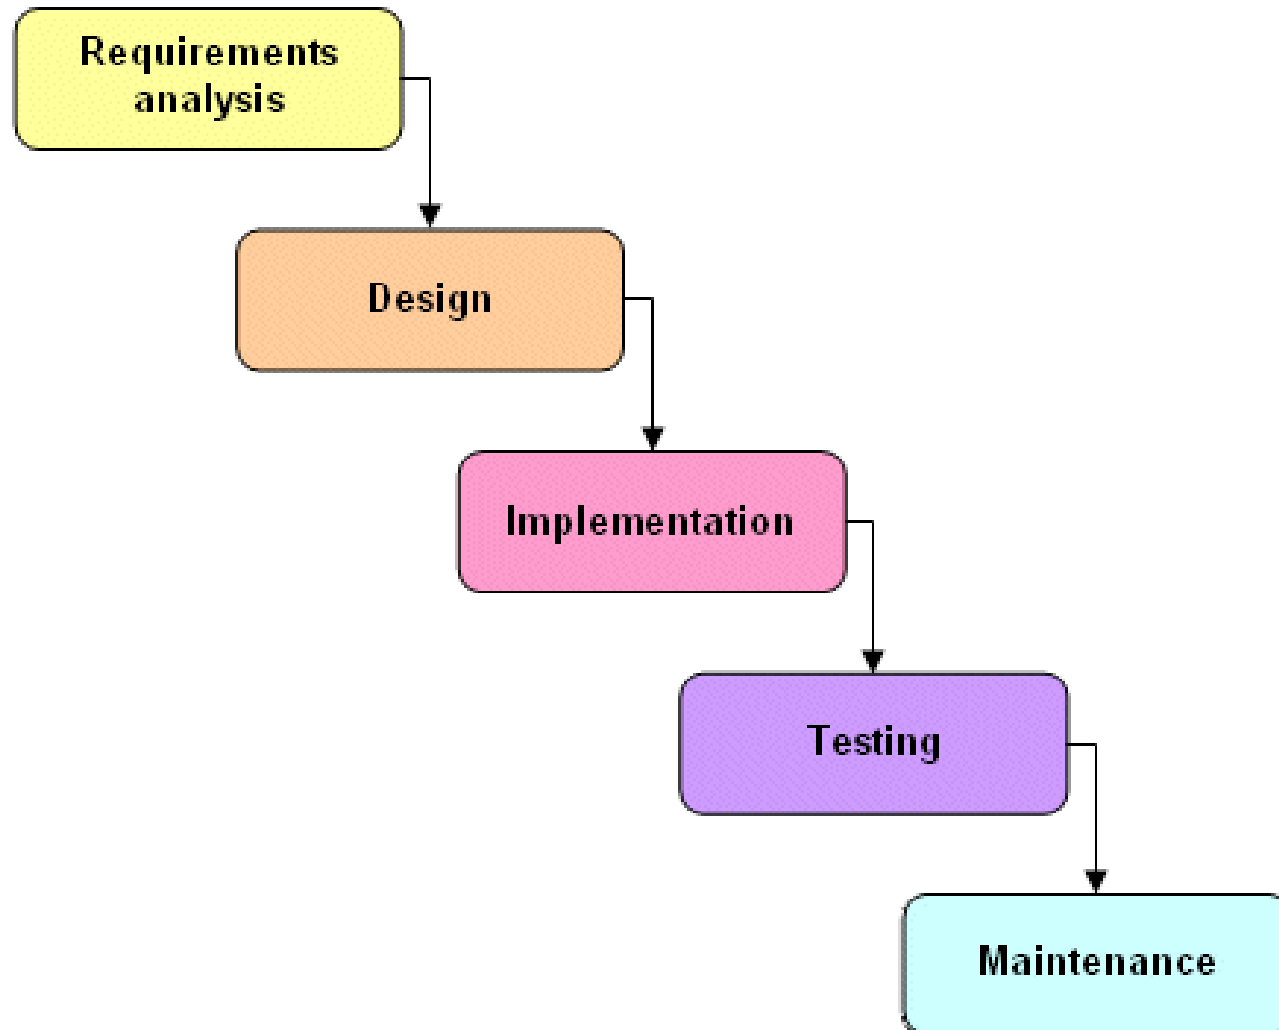 Requirements
analysis
Design
Implementation
Testing
Maintenance